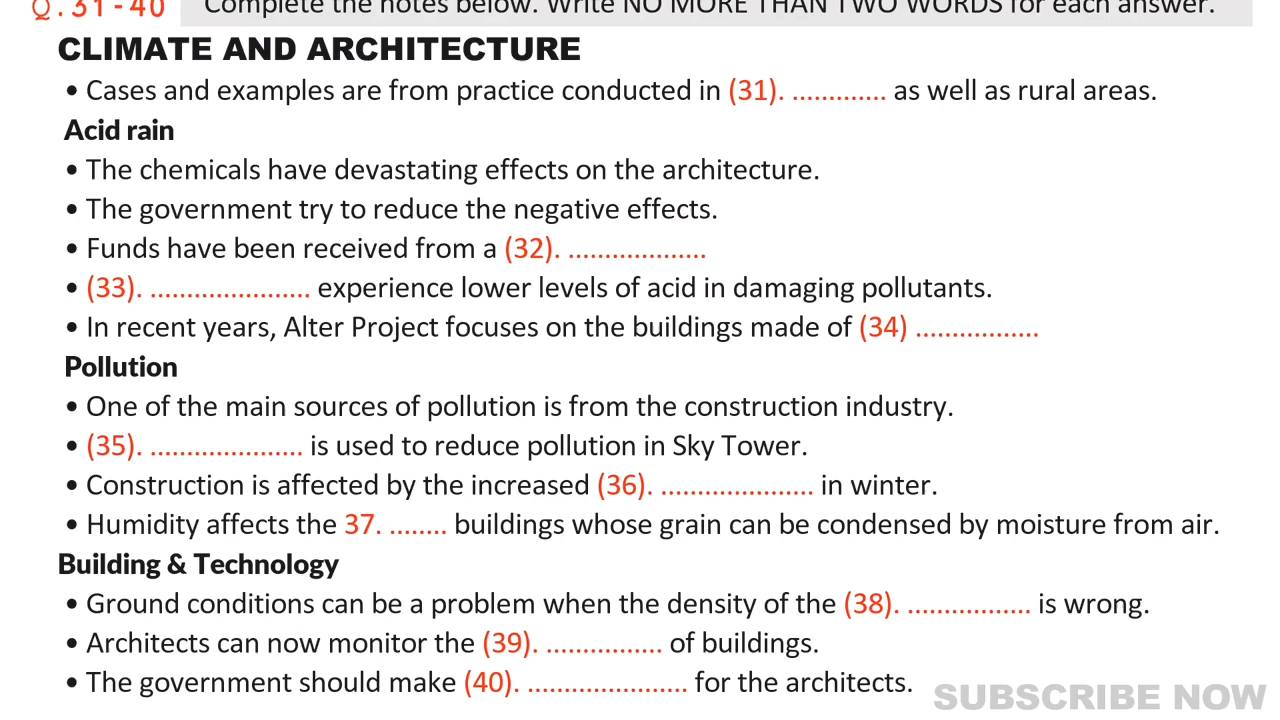 Q.31-40 Complete the notes below. Write NO MORE THAN TWO WORDS for each answer.
CLIMATE AND ARCHITECTURE
• Cases and examples are from practice conducted in (31). ............. as well as rural areas.
Acid rain
• The chemicals have devastating effects on the architecture.
• The government try to reduce the negative effects.
• Funds have been received from a (32). ...................
• (33). ...................... experience lower levels of acid in damaging pollutants.
• In recent years, Alter Project focuses on the buildings made of (34) .................
Pollution
• One of the main sources of pollution is from the construction industry.
• (35). ..................... is used to reduce pollution in Sky Tower.
• Construction is affected by the increased (36). ..................... in winter.
• Humidity affects the 37. ........ buildings whose grain can be condensed by moisture from air.
Building & Technology
• Ground conditions can be a problem when the density of the (38). ................. is wrong.
• Architects can now monitor the (39). ................ of buildings.
• The government should make (40). ...................... for the architects.
SUBSCRIBE NOW